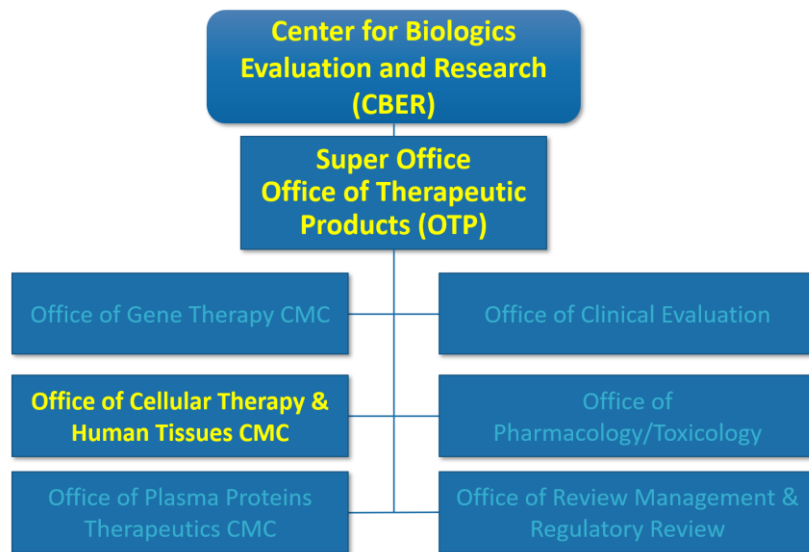 Center for Biologics
Evaluation and Research
(CBER)
Super Office
Office of Therapeutic
Products (OTP)
Office of Gene Therapy CMC
Office of Clinical Evaluation
Office of Cellular Therapy &
Human Tissues CMC
Office of
Pharmacology/Toxicology
Office of Plasma Proteins
Therapeutics CMC
Office of Review Management &
Regulatory Review